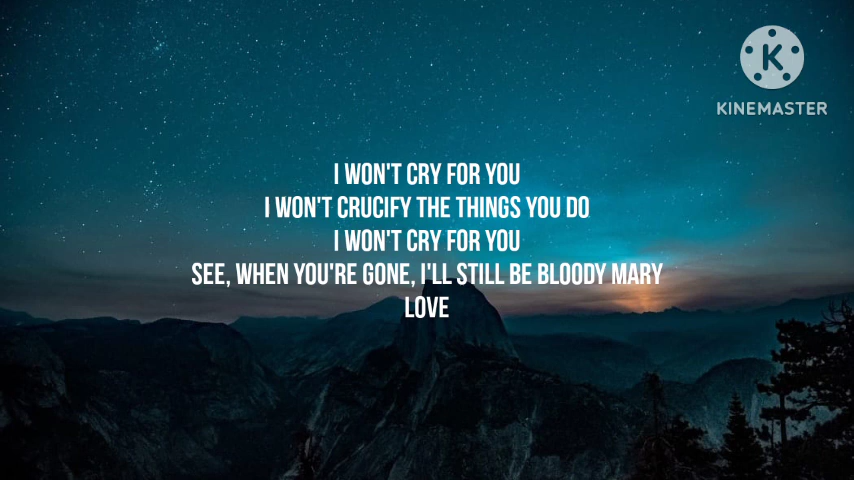 KINEMASTER
I WON'T CRY FOR YOU
I WON'T CRUCIFY THE THINGS YOU DO
I WON'T CRY FOR YOU
SEE, WHEN YOU'RE GONE, I'LL STILL BE BLOODY MARY
LOVE